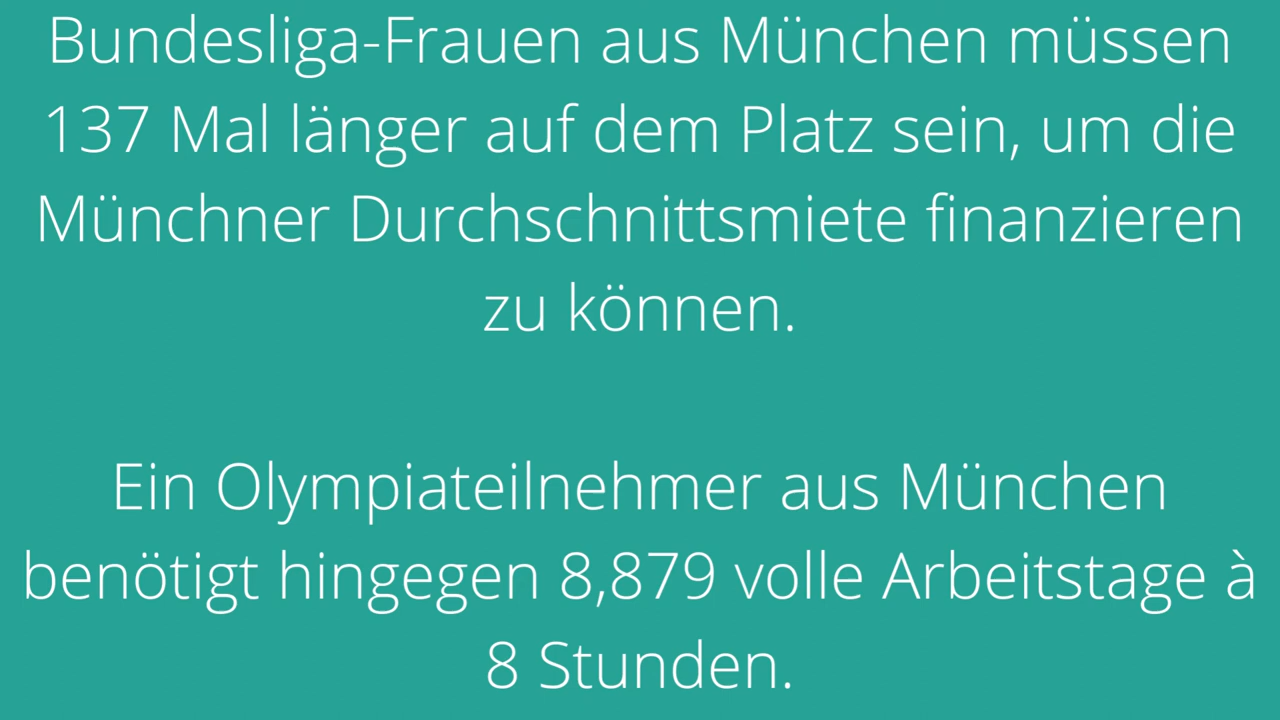 Bundesliga-Frauen aus München müssen
137 Mal länger auf dem Platz sein, um die
Münchner Durchschnittsmiete finanzieren
zu können.
Ein Olympiateilnehmer aus München
benötigt hingegen 8,879 volle Arbeitstage à
8 Stunden.